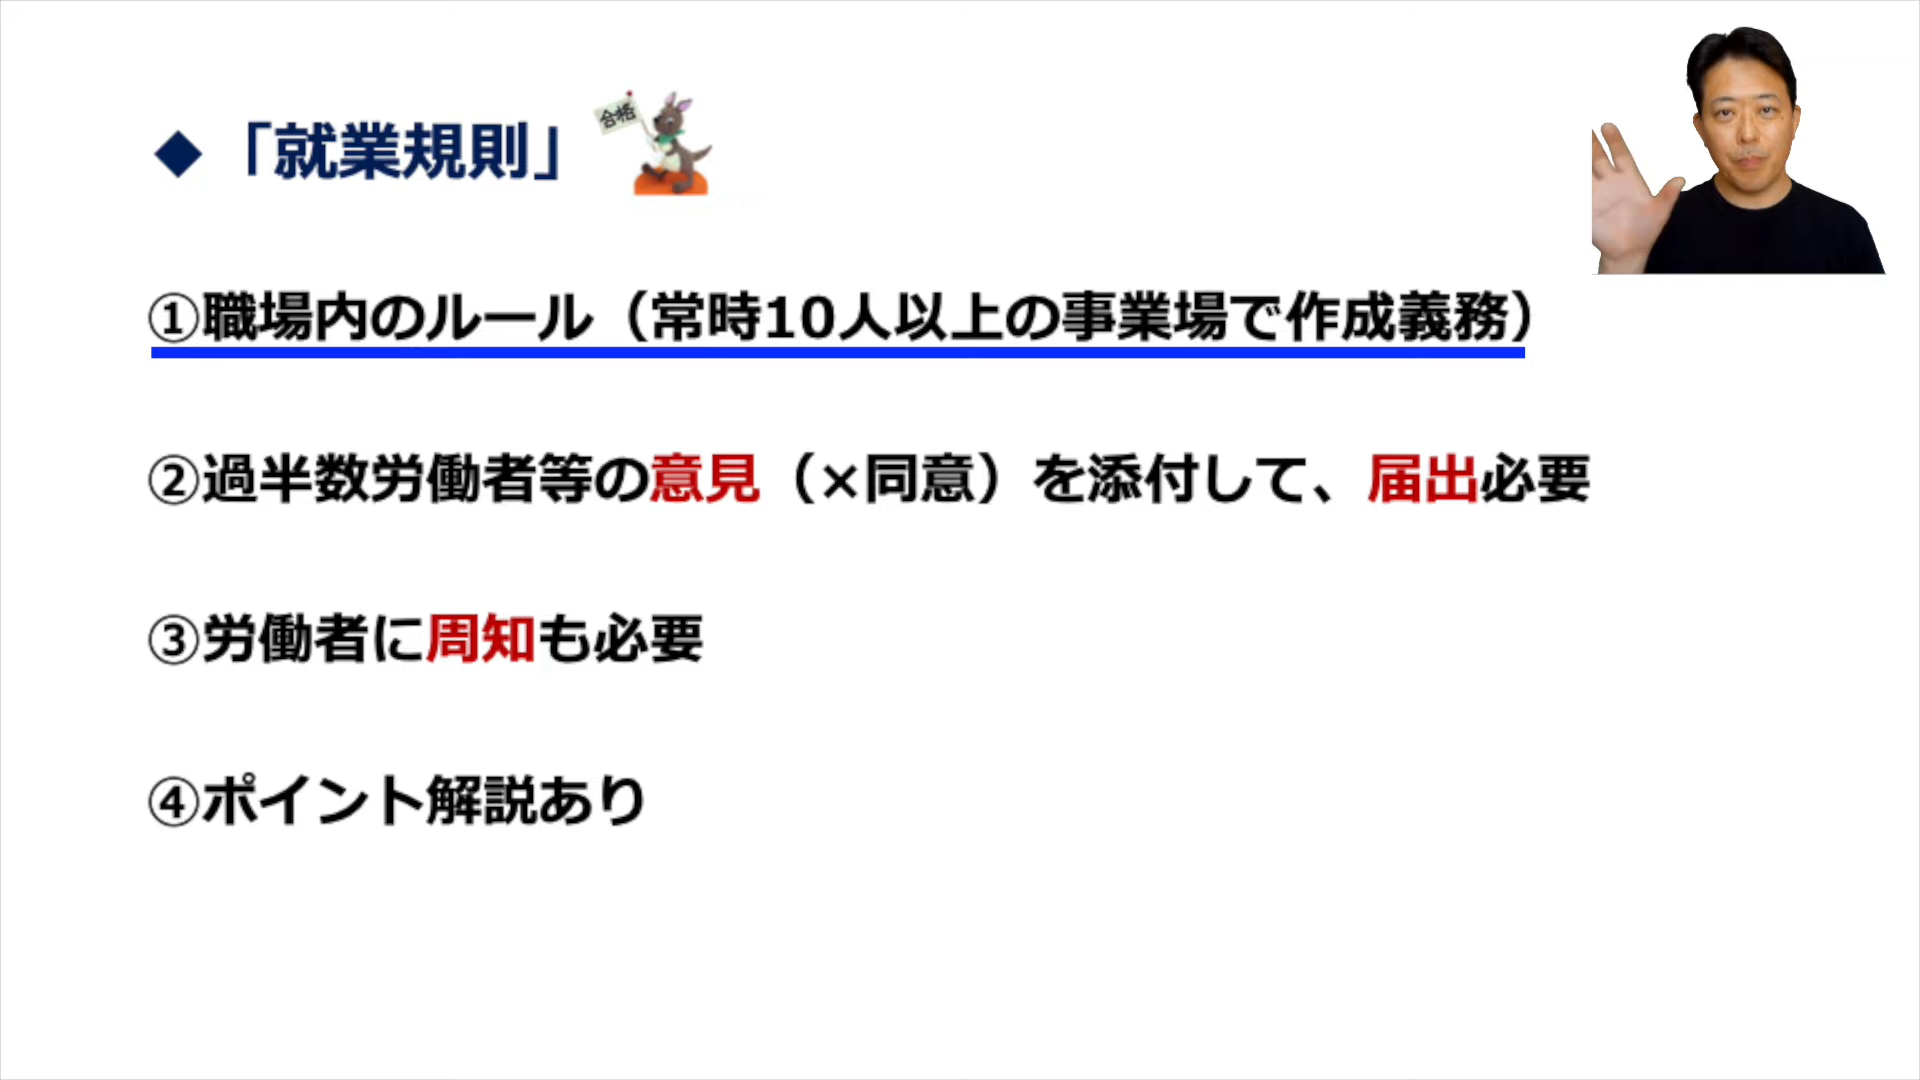 ◆「就業規則」
合格
①職場内のルール（常時10人以上の事業場で作成義務）
②過半数労働者等の意見（×同意）を添付して、届出必要
③労働者に周知も必要
④ポイント解説あり